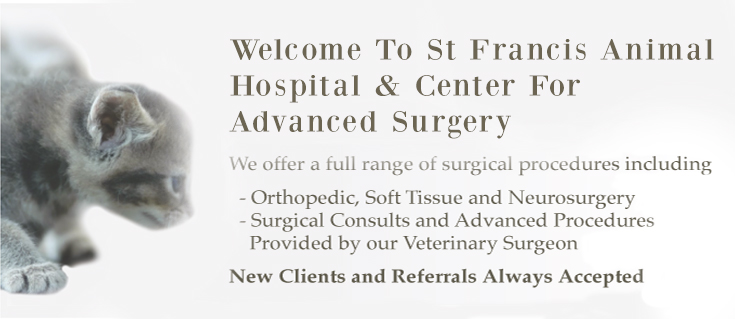 Welcome To St Francis Animal
Hospital & Center For
Advanced Surgery
We offer a full range of surgical procedures including
- Orthopedic, Soft Tissue and Neurosurgery
- Surgical Consults and Advanced Procedures
Provided by our Veterinary Surgeon
New Clients and Referrals Always Accepted